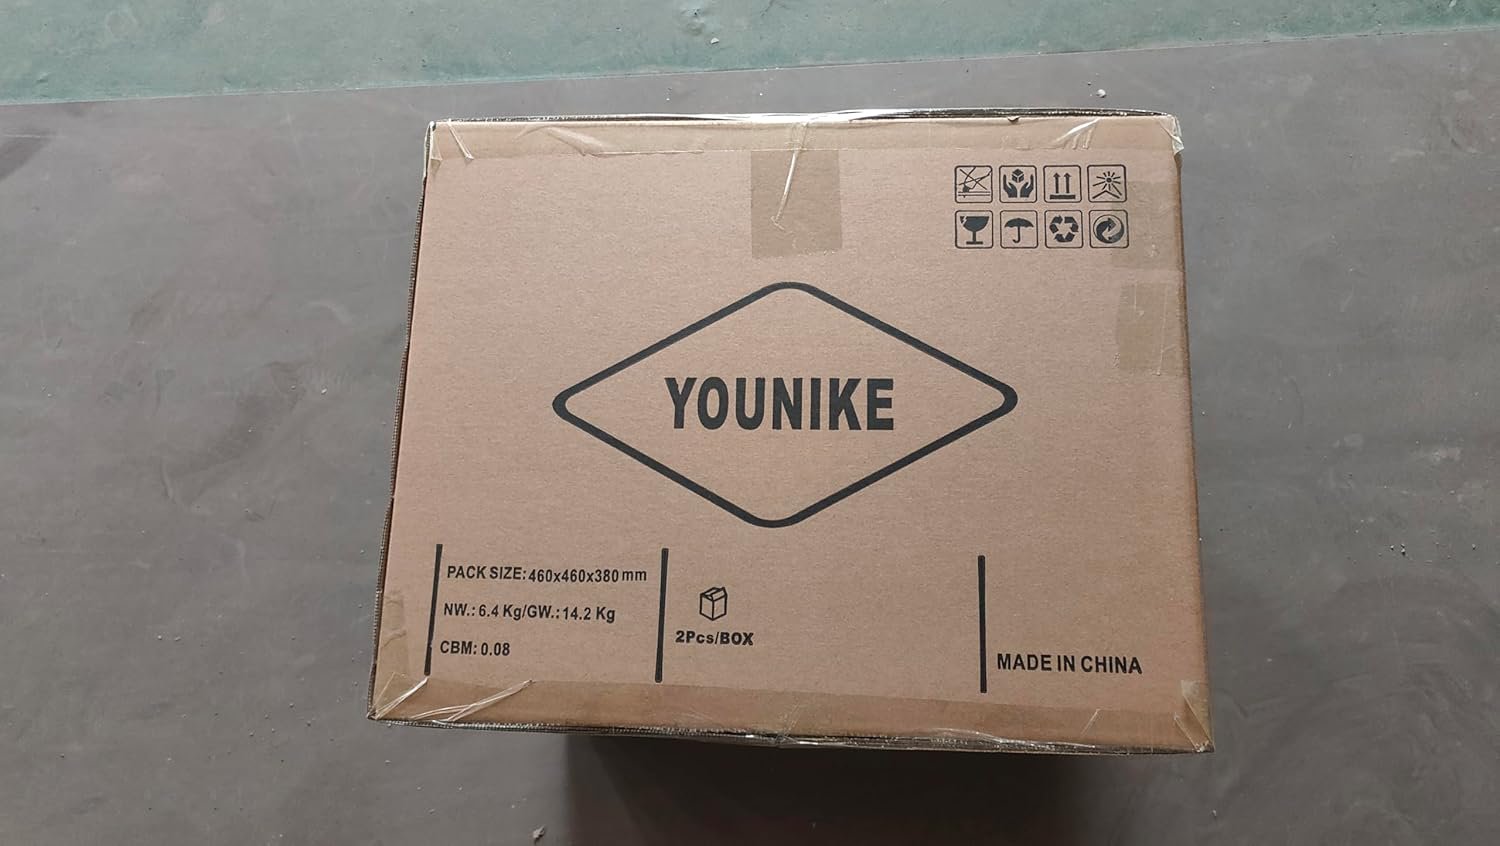 YOUNIKE
PACK SIZE: 460x460x380 mm
NW.: 6.4 Kg/GW.: 14.2 Kg
CBM: 0.08
2Pcs/BOX
MADE IN CHINA